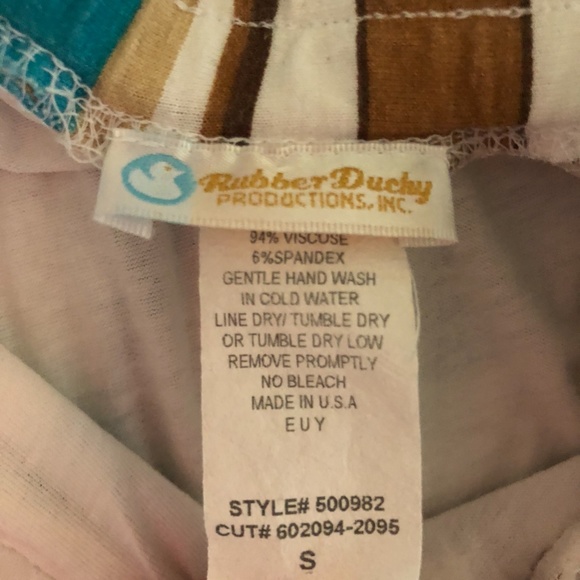 Rubber Ducky
PRODUCTIONS, INC.
94% VISCOSE
6%SPANDEX
GENTLE HAND WASH
IN COLD WATER
LINE DRY/ TUMBLE DRY
OR TUMBLE DRY LOW
REMOVE PROMPTLY
NO BLEACH
MADE IN U.S.A
E U Y
STYLE# 500982
CUT# 602094-2095
S